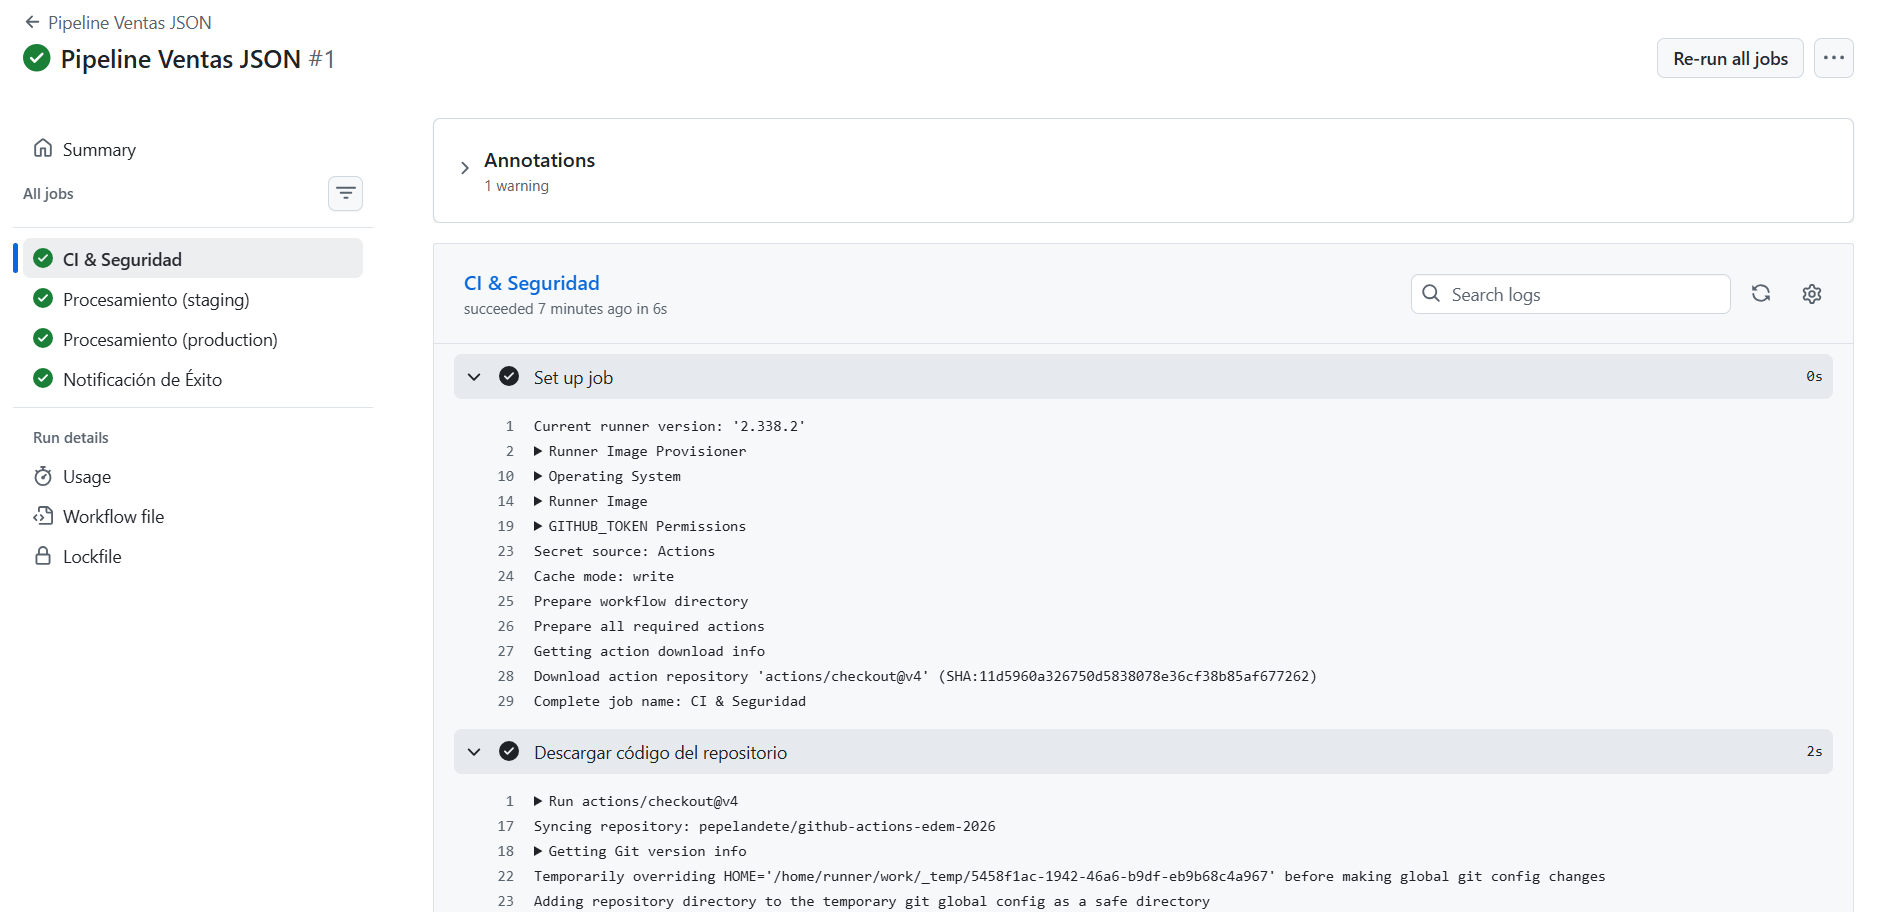 Pipeline Ventas JSON
Pipeline Ventas JSON #1
Re-run all jobs
Summary
All jobs
CI & Seguridad
Procesamiento (staging)
Procesamiento (production)
Notificación de Éxito
Run details
Usage
Workflow file
Lockfile
Annotations
1 warning
CI & Seguridad
succeeded 7 minutes ago in 6s
Search logs
Set up job 0s
1 Current runner version: '2.338.2'
2 Runner Image Provisioner
10 Operating System
14 Runner Image
19 GITHUB_TOKEN Permissions
23 Secret source: Actions
24 Cache mode: write
25 Prepare workflow directory
26 Prepare all required actions
27 Getting action download info
28 Download action repository 'actions/checkout@v4' (SHA:11d5960a326750d5838078e36cf38b85af677262)
29 Complete job name: CI & Seguridad
Descargar código del repositorio 2s
1 Run actions/checkout@v4
17 Syncing repository: pepelandete/github-actions-edem-2026
18 Getting Git version info
22 Temporarily overriding HOME='/home/runner/work/_temp/5458f1ac-1942-46a6-b9df-eb9b68c4a967' before making global git config changes
23 Adding repository directory to the temporary git global config as a safe directory